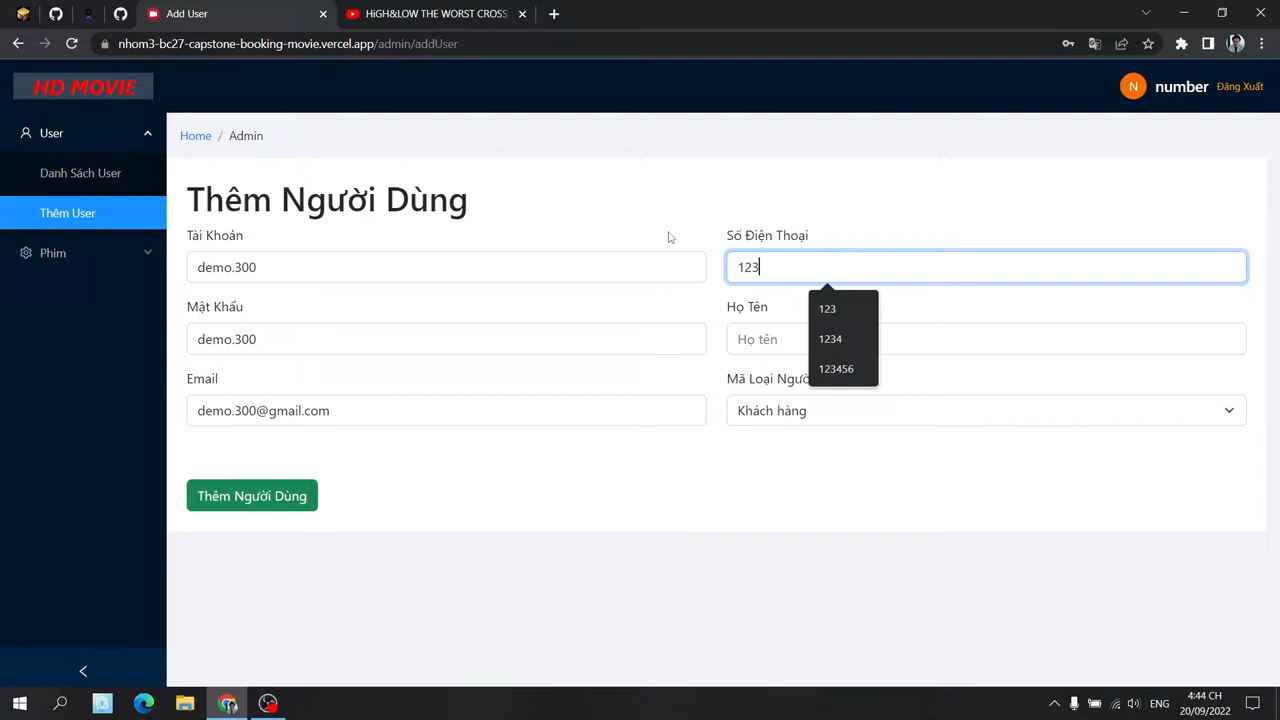 Add User
HiGH&LOW THE WORST CROSS
nhom3-bc27-capstone-booking-movie.vercel.app/admin/addUser
HD MOVIE
N
number
Đăng Xuất
User
Danh Sách User
Thêm User
Phim
Home / Admin
Thêm Người Dùng
Tài Khoản
demo.300
Mật Khẩu
demo.300
Email
demo.300@gmail.com
Số Điện Thoại
123
123
1234
123456
Họ Tên
Họ tên
Mã Loại Ngườ
Khách hàng
Thêm Người Dùng
ENG
4:44 CH
20/09/2022